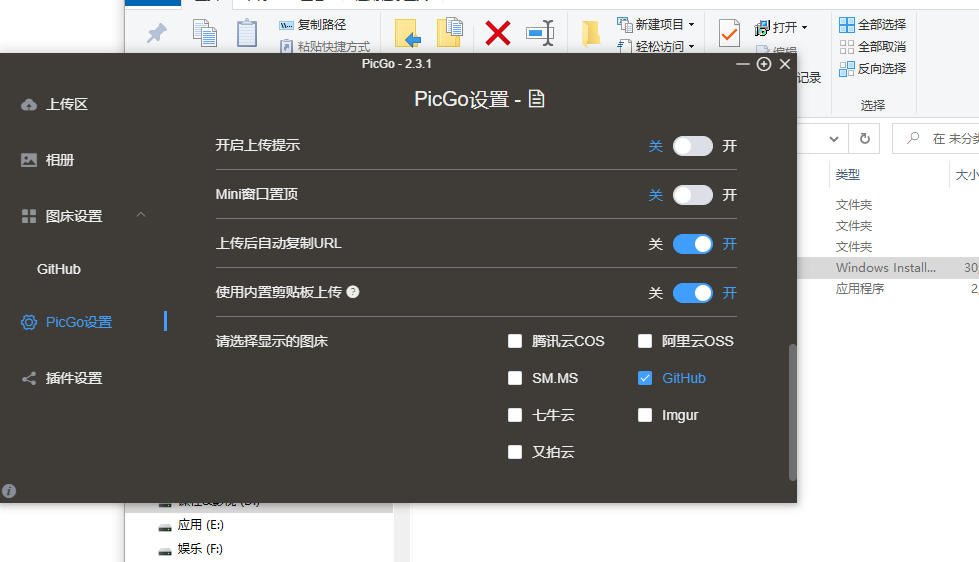 复制路径
粘贴快捷方式
新建项目
轻松访问
打开
编辑
记录
全部选择
全部取消
反向选择
选择
PicGo - 2.3.1
PicGo设置 -
上传区
相册
图床设置
GitHub
PicGo设置
插件设置
开启上传提示 关 开
Mini窗口置顶 关 开
上传后自动复制URL 关 开
使用内置剪贴板上传 关 开
请选择显示的图床
腾讯云COS 阿里云OSS
SM.MS GitHub
七牛云 Imgur
又拍云
在 未分类
类型 大小
文件夹
文件夹
文件夹
Windows Install... 30,
应用程序 2,
应用 (E:)
娱乐 (F:)